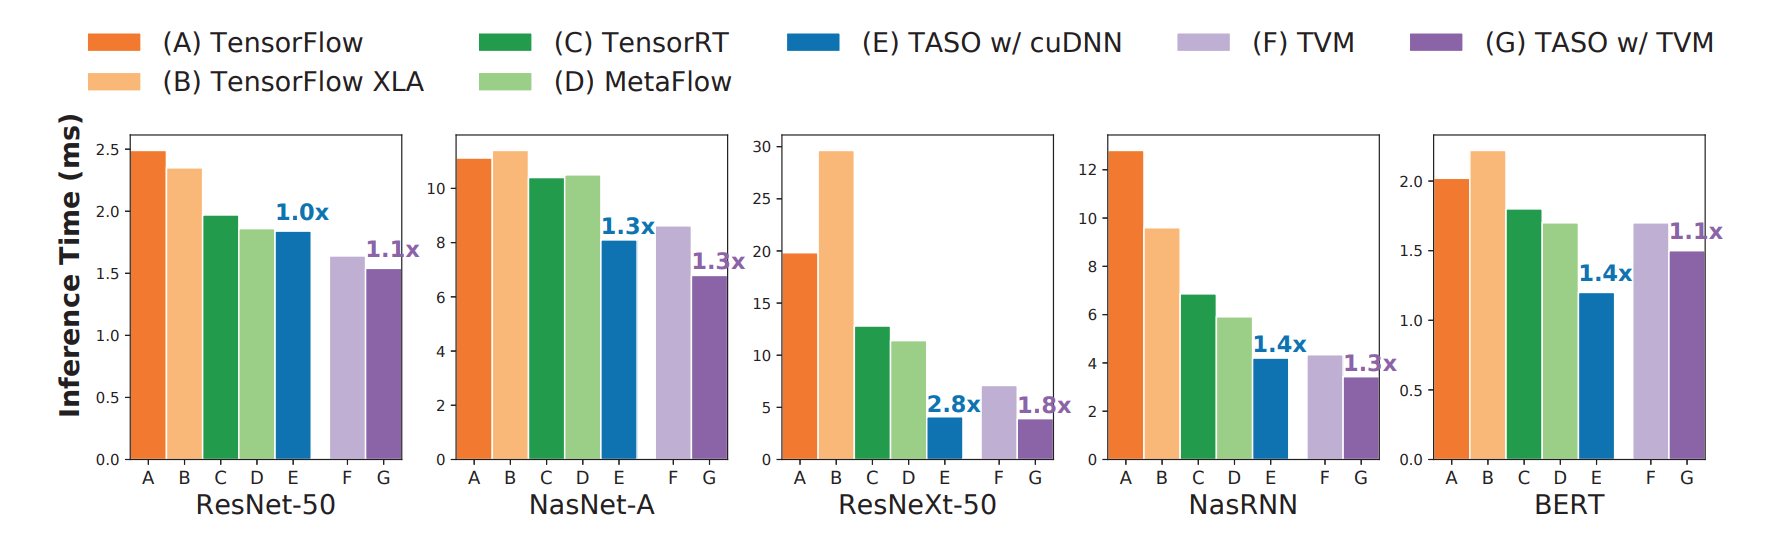 (A) TensorFlow (C) TensorRT (E) TASO w/ cuDNN (F) TVM (G) TASO w/ TVM
(B) TensorFlow XLA (D) MetaFlow
Inference Time (ms)
2.5
2.0
1.5
1.0
0.5
0.0
1.0x
1.1x
A B C D E F G
ResNet-50
10
8
6
4
2
0
1.3x
1.3x
A B C D E F G
NasNet-A
30
25
20
15
10
5
0
2.8x
1.8x
A B C D E F G
ResNeXt-50
12
10
8
6
4
2
0
1.4x
1.3x
A B C D E F G
NasRNN
2.0
1.5
1.0
0.5
0.0
1.4x
1.1x
A B C D E F G
BERT